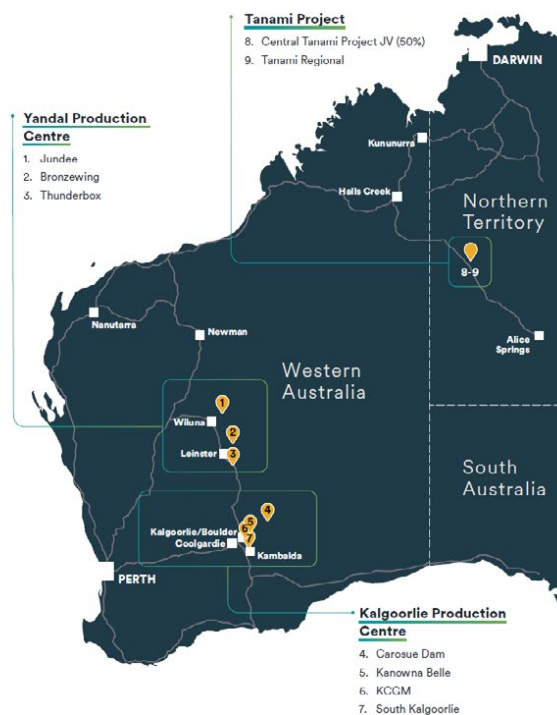 Tanami Project
8. Central Tanami Project JV (50%)
9. Tanami Regional
DARWIN
Yandal Production
Centre
1. Jundee
2. Bronzewing
3. Thunderbox
Kununurra
Halls Creek
Northern
Territory
8-9
Nanutarra
Newman
Alice
Springs
Western
Australia
1
Wiluna
2
Leinster
3
South
Australia
4
5
Kalgoorlie/Boulder
6
Coolgardie
7
Kambalda
PERTH
Kalgoorlie Production
Centre
4. Carosue Dam
5. Kanowna Belle
6. KCGM
7. South Kalgoorlie